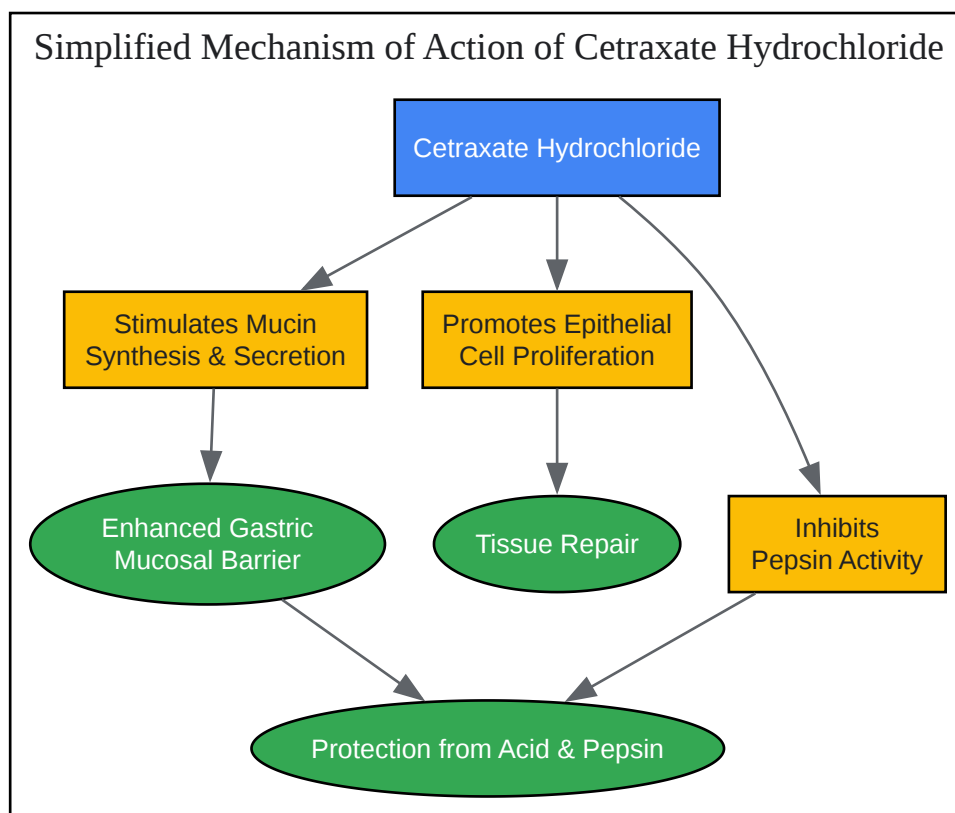 Simplified Mechanism of Action of Cetraxate Hydrochloride
Cetraxate Hydrochloride
Stimulates Mucin
Synthesis & Secretion
Promotes Epithelial
Cell Proliferation
Enhanced Gastric
Mucosal Barrier
Tissue Repair
Inhibits
Pepsin Activity
Protection from Acid & Pepsin